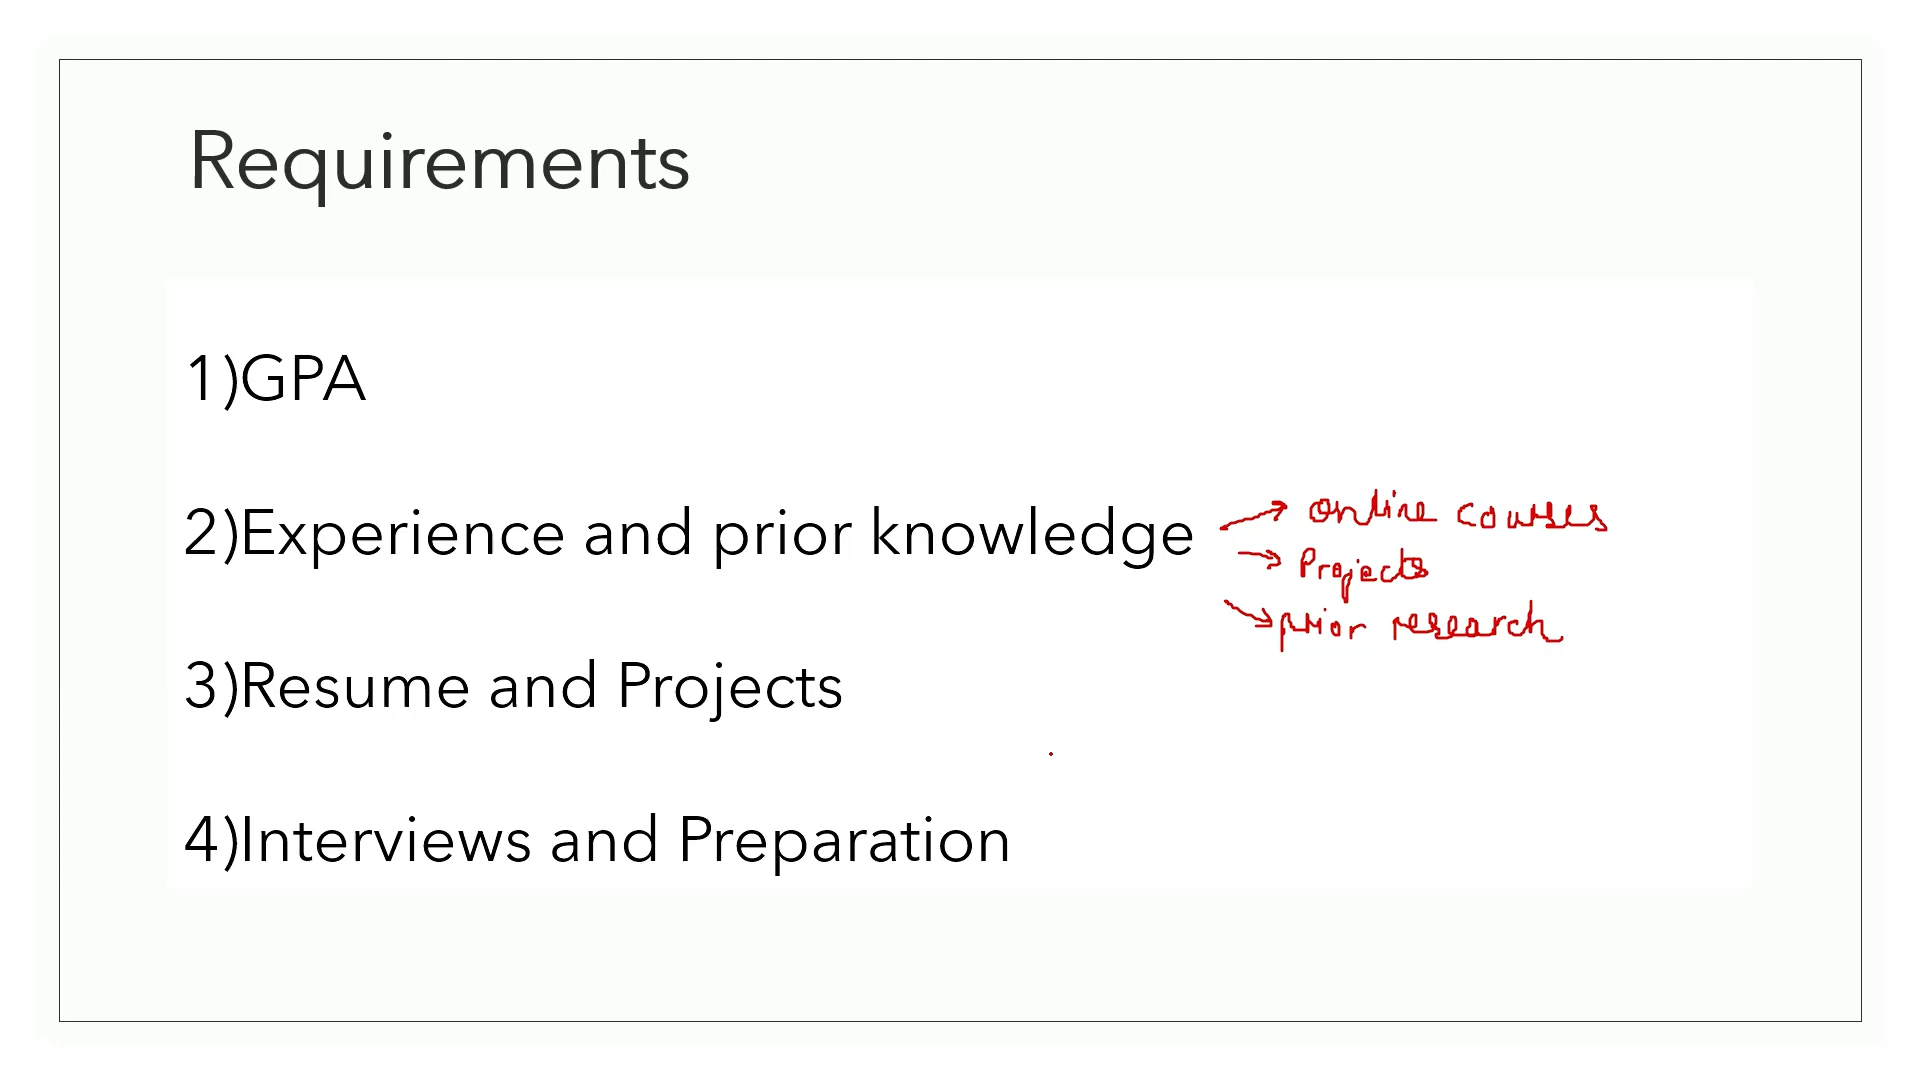 Requirements
1)GPA
2)Experience and prior knowledge
online courses
Projects
prior research
3)Resume and Projects
4)Interviews and Preparation